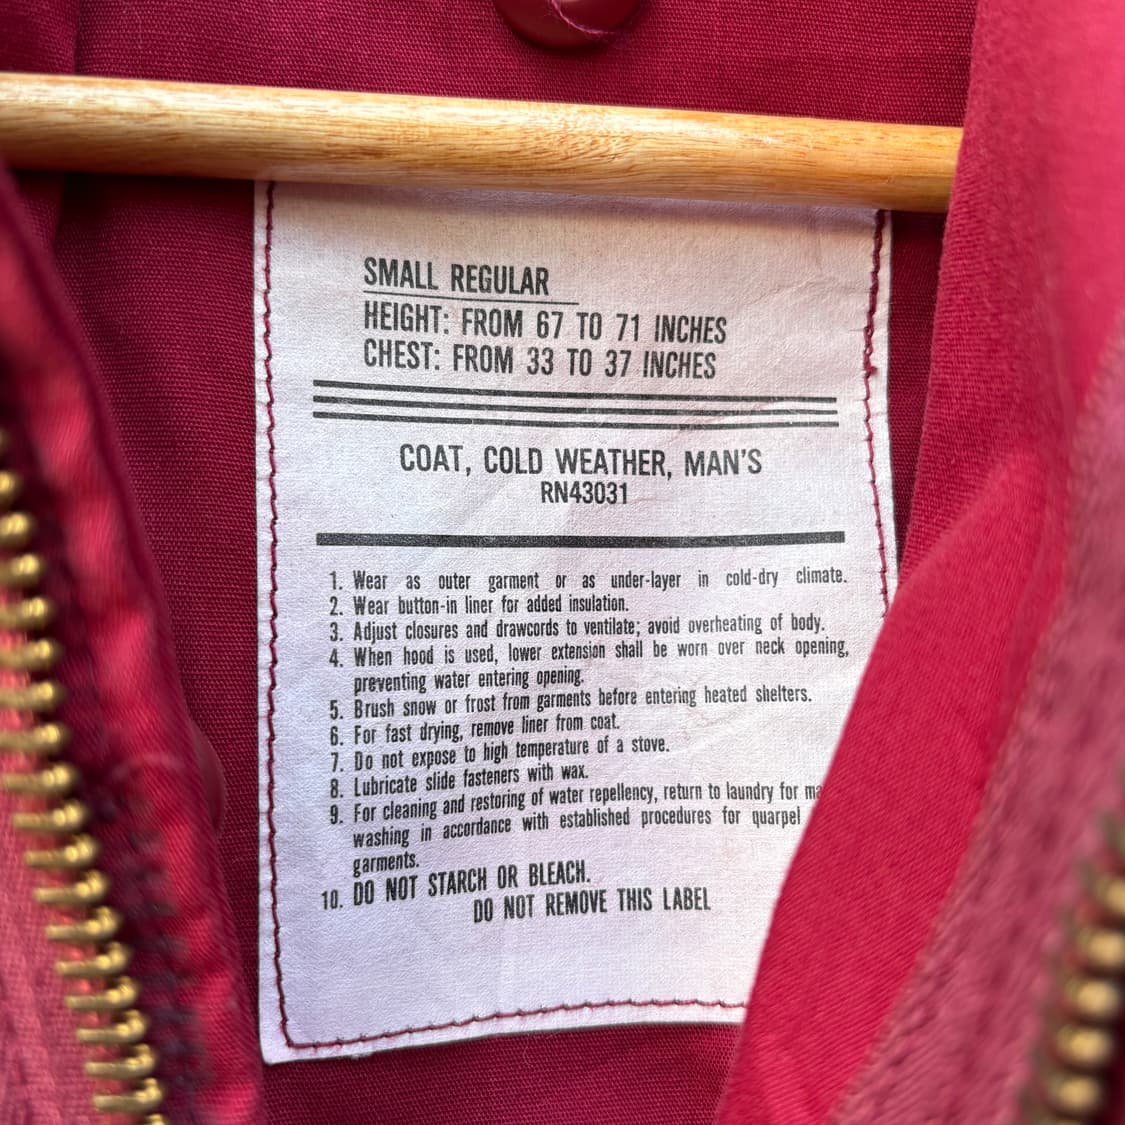 SMALL REGULAR
HEIGHT: FROM 67 TO 71 INCHES
CHEST: FROM 33 TO 37 INCHES
COAT, COLD WEATHER, MAN'S
RN43031
1. Wear as outer garment or as under-layer in cold-dry climate.
2. Wear button-in liner for added insulation.
3. Adjust closures and drawcords to ventilate; avoid overheating of body.
4. When hood is used, lower extension shall be worn over neck opening,
preventing water entering opening.
5. Brush snow or frost from garments before entering heated shelters.
6. For fast drying, remove liner from coat.
7. Do not expose to high temperature of a stove.
8. Lubricate slide fasteners with wax.
9. For cleaning and restoring of water repellency, return to laundry for
washing in accordance with established procedures for quarpel
garments.
10. DO NOT STARCH OR BLEACH.
DO NOT REMOVE THIS LABEL